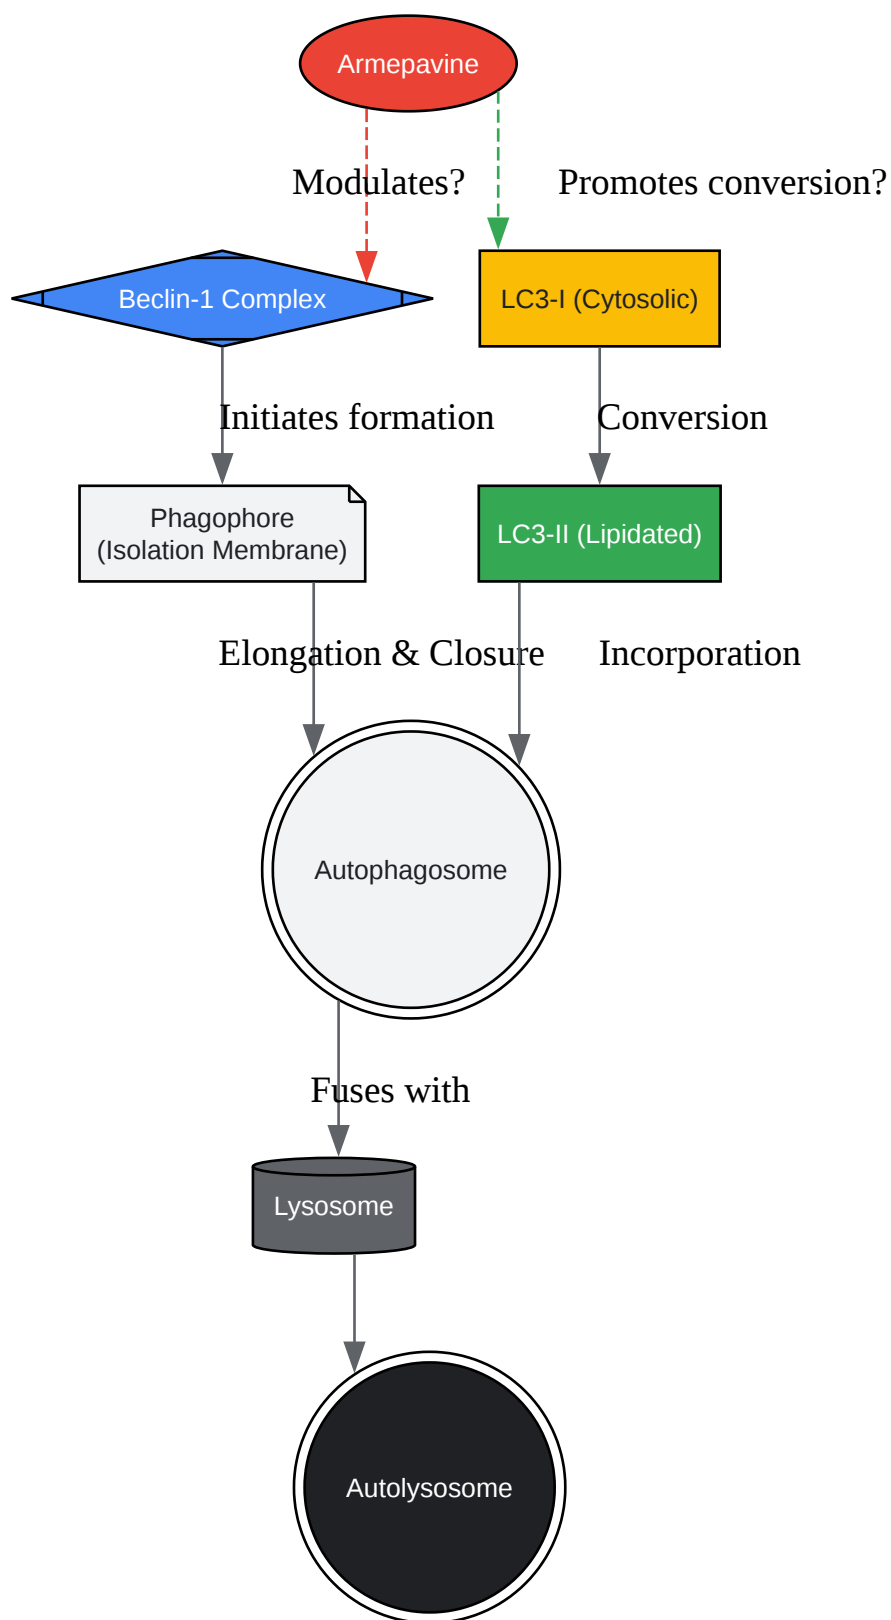 Armepavine
Modulates?
Promotes conversion?
Beclin-1 Complex
LC3-I (Cytosolic)
Initiates formation
Conversion
Phagophore
(Isolation Membrane)
LC3-II (Lipidated)
Elongation & Closure
Incorporation
Autophagosome
Fuses with
Lysosome
Autolysosome